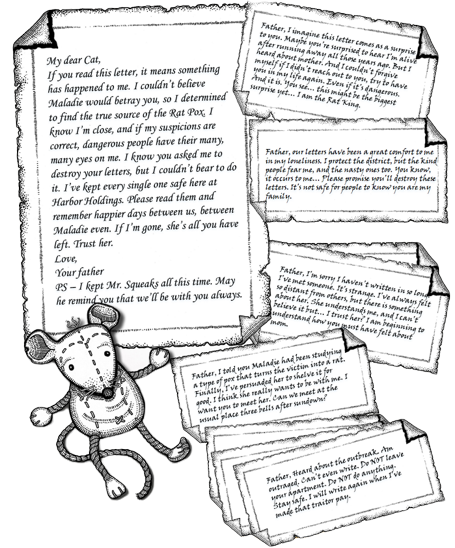 My dear Cat,
If you read this letter, it means something
has happened to me. I couldn't believe
Maladie would betray you, so I determined
to find the true source of the Rat Pox. I
know I'm close, and if my suspicions are
correct, dangerous people have their many,
many eyes on me. I know you asked me to
destroy your letters, but I couldn't bear to do
it. I've kept every single one safe here at
Harbor Holdings. Please read them and
remember happier days between us, between
Maladie even. If I'm gone, she's all you have
left. Trust her.
Love,
Your father
PS – I kept Mr. Squeaks all this time. May
he remind you that we'll be with you always.
Father, I imagine this letter comes as a surprise
to you. Maybe you're surprised to hear I'm alive
after running away all those years ago. But I
heard about mother. And I couldn't forgive
myself if I didn't reach out to you, try to have
you in my life again. Even if it's dangerous.
And it is. You see... this might be the biggest
surprise yet... I am the Rat King.
Father, our letters have been a great comfort to me
in my loneliness. I protect the district, but the kind
people fear me, and the nasty ones too. You know,
it occurs to me... Please promise you'll destroy these
letters. It's not safe for people to know you are my
family.
Father, I'm sorry I haven't written in so long.
I've met someone. It's strange. I've always felt
so distant from others, but there is something
about her. She understands me, and I can't
believe it but... I trust her? I am beginning to
understand how you must have felt about
mom.
Father, I told you Maladie had been studying
a type of pox that turns the victim into a rat.
Finally, I've persuaded her to shelve it for
good. I think she really wants to be with me. I
want you to meet her. Can we meet at the
usual place three bells after sundown?
Father, Heard about the outbreak. Am
outraged. Can't even write. Do NOT leave
your apartment. Do NOT do anything.
Stay safe. I will write again when I've
made that traitor pay.